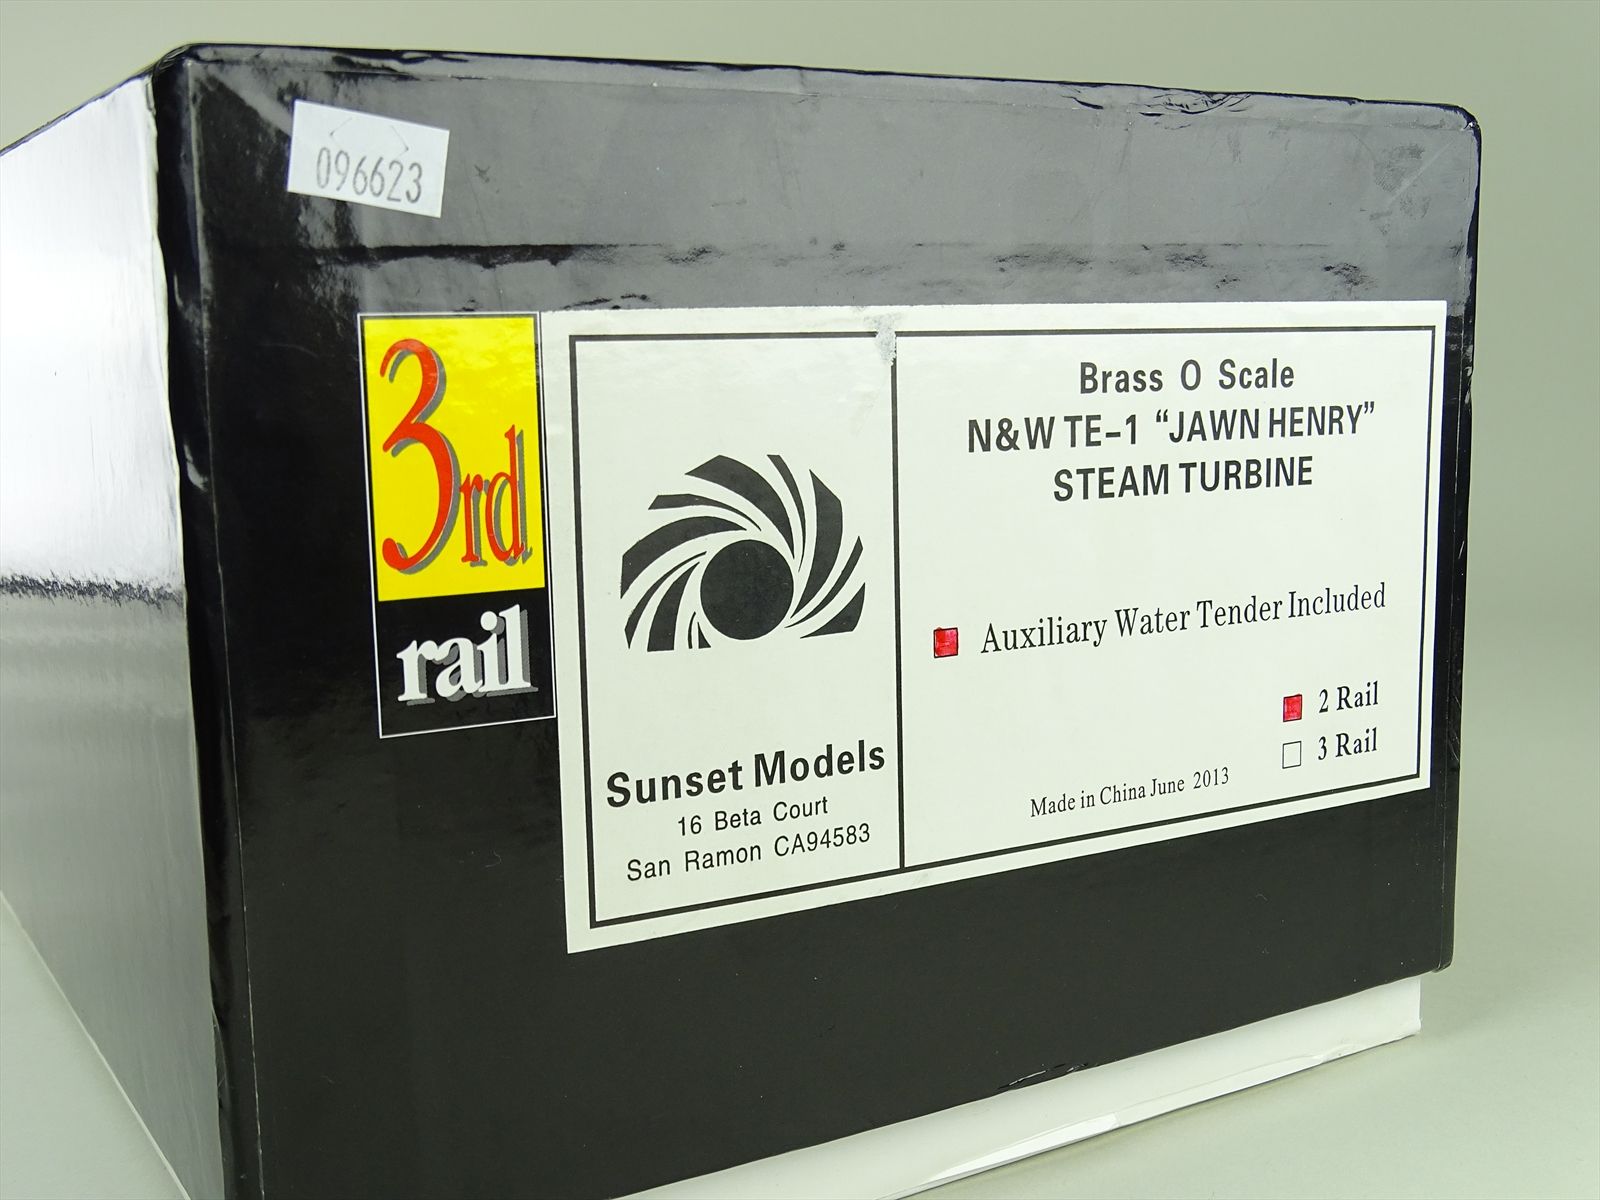 096623
3rd
rail
Sunset Models
16 Beta Court
San Ramon CA94583
Brass O Scale
N&W TE-1 “JAWN HENRY”
STEAM TURBINE
Auxiliary Water Tender Included
2 Rail
3 Rail
Made in China June 2013